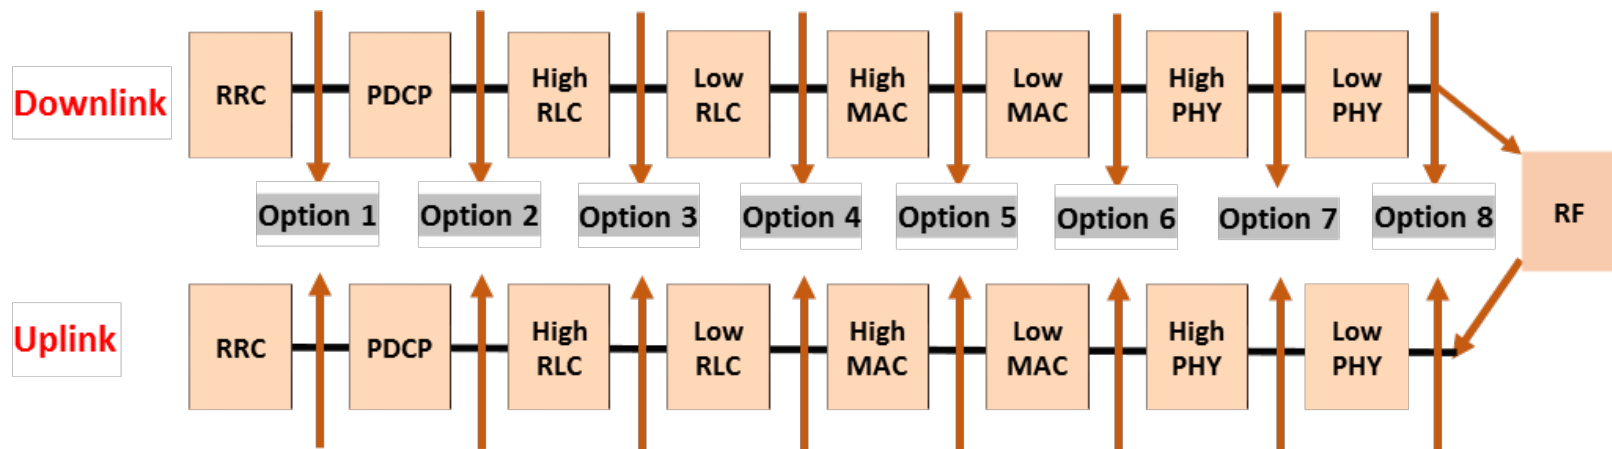 Downlink
RRC
PDCP
High
RLC
Low
RLC
High
MAC
Low
MAC
High
PHY
Low
PHY
Option 1
Option 2
Option 3
Option 4
Option 5
Option 6
Option 7
Option 8
RF
Uplink
RRC
PDCP
High
RLC
Low
RLC
High
MAC
Low
MAC
High
PHY
Low
PHY